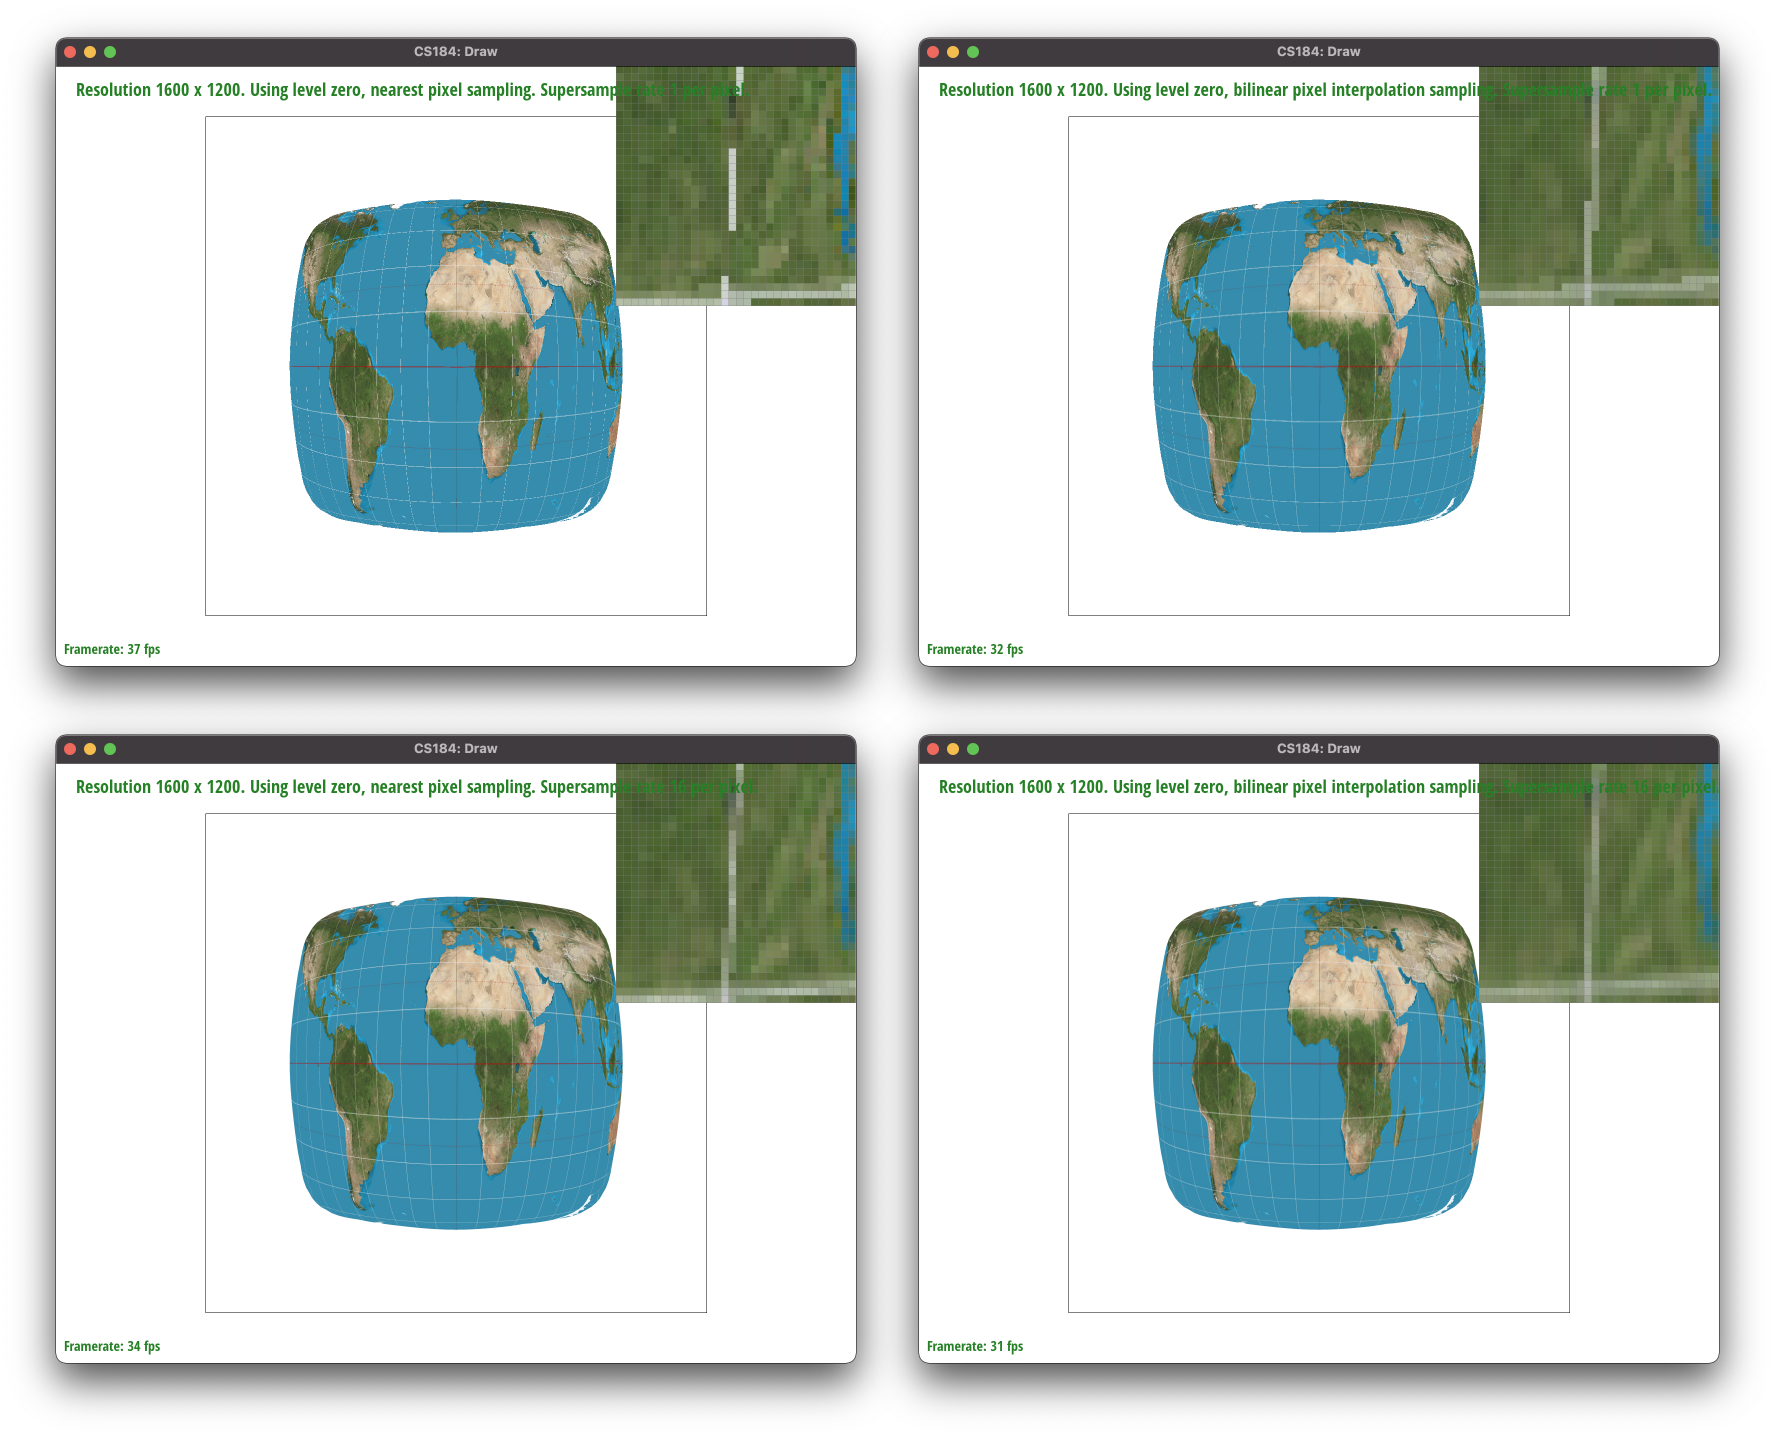 CS184: Draw
Resolution 1600 x 1200. Using level zero, nearest pixel sampling. Supersample rate 1 per pixel.
Framerate: 37 fps
CS184: Draw
Resolution 1600 x 1200. Using level zero, bilinear pixel interpolation sampling. Supersample rate 1 per pixel.
Framerate: 32 fps
CS184: Draw
Resolution 1600 x 1200. Using level zero, nearest pixel sampling. Supersample rate 16 per pixel.
Framerate: 34 fps
CS184: Draw
Resolution 1600 x 1200. Using level zero, bilinear pixel interpolation sampling. Supersample rate 16 per pixel.
Framerate: 31 fps